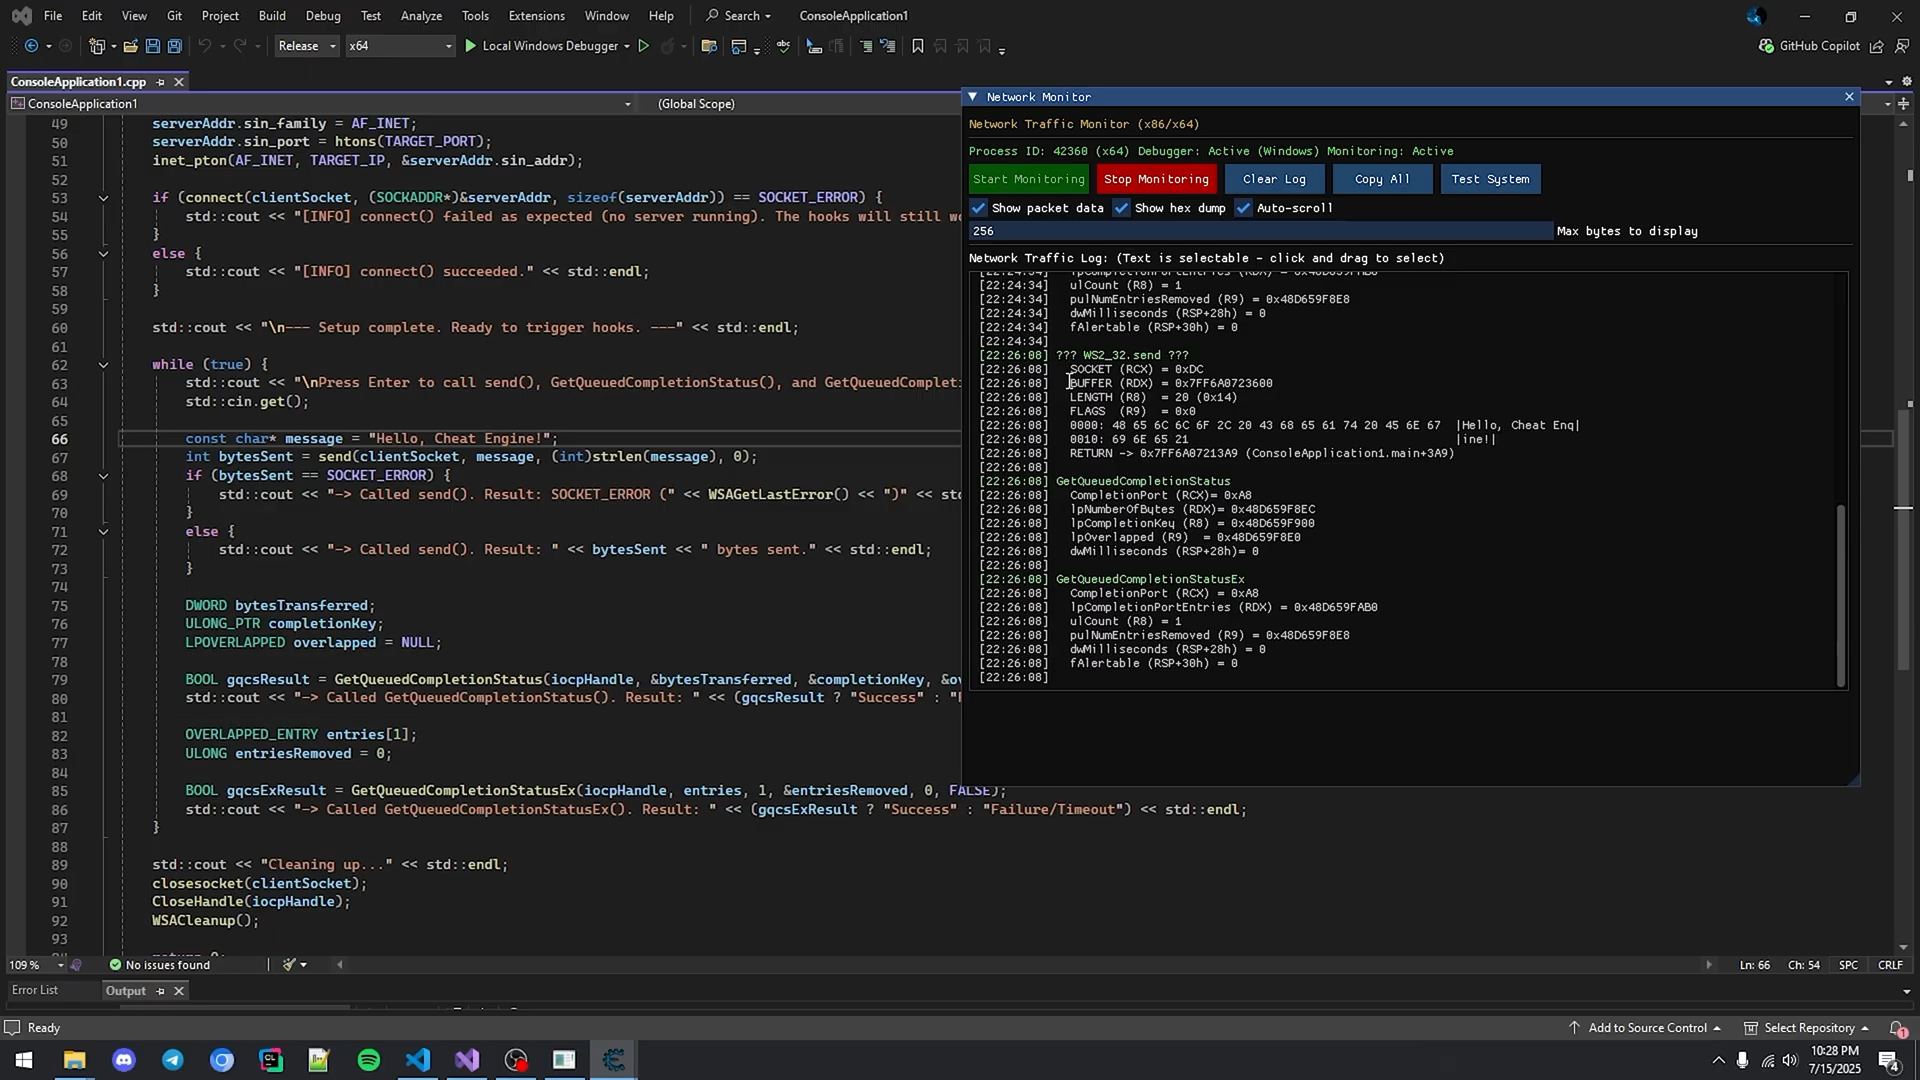 File Edit View Git Project Build Debug Test Analyze Tools Extensions Window Help Search ConsoleApplication1
Release x64 Local Windows Debugger GitHub Copilot
ConsoleApplication1.cpp
ConsoleApplication1 (Global Scope)
49 serverAddr.sin_family = AF_INET;
50 serverAddr.sin_port = htons(TARGET_PORT);
51 inet_pton(AF_INET, TARGET_IP, &serverAddr.sin_addr);
52
53 if (connect(clientSocket, (SOCKADDR*)&serverAddr, sizeof(serverAddr)) == SOCKET_ERROR) {
54 std::cout << "[INFO] connect() failed as expected (no server running). The hooks will still
55 }
56 else {
57 std::cout << "[INFO] connect() succeeded." << std::endl;
58 }
59
60 std::cout << "\n--- Setup complete. Ready to trigger hooks. ---" << std::endl;
61
62 while (true) {
63 std::cout << "\nPress Enter to call send(), GetQueuedCompletionStatus(), and
64 std::cin.get();
65
66 const char* message = "Hello, Cheat Engine!";
67 int bytesSent = send(clientSocket, message, (int)strlen(message), 0);
68 if (bytesSent == SOCKET_ERROR) {
69 std::cout << "-> Called send(). Result: SOCKET_ERROR (" << WSAGetLastError() << ")" <<
70 }
71 else {
72 std::cout << "-> Called send(). Result: " << bytesSent << " bytes sent." << std::endl;
73 }
74
75 DWORD bytesTransferred;
76 ULONG_PTR completionKey;
77 LPOVERLAPPED overlapped = NULL;
78
79 BOOL gqcsResult = GetQueuedCompletionStatus(iocpHandle, &bytesTransferred, &completionKey,
80 std::cout << "-> Called GetQueuedCompletionStatus(). Result: " << (gqcsResult ? "Success" :
81
82 OVERLAPPED_ENTRY entries[1];
83 ULONG entriesRemoved = 0;
84
85 BOOL gqcsExResult = GetQueuedCompletionStatusEx(iocpHandle, entries, 1, &entriesRemoved, 0, FALSE);
86 std::cout << "-> Called GetQueuedCompletionStatusEx(). Result: " << (gqcsExResult ? "Success" : "Failure/Timeout") << std::endl;
87 }
88
89 std::cout << "Cleaning up..." << std::endl;
90 closesocket(clientSocket);
91 CloseHandle(iocpHandle);
92 WSACleanup();
93
Network Monitor
Network Traffic Monitor (x86/x64)
Process ID: 42360 (x64) Debugger: Active (Windows) Monitoring: Active
Start Monitoring Stop Monitoring Clear Log Copy All Test System
Show packet data Show hex dump Auto-scroll
256 Max bytes to display
Network Traffic Log: (Text is selectable - click and drag to select)
[22:24:34] lpCompletionPortEntries (RDX) = 0x48D659FAB0
[22:24:34] ulCount (R8) = 1
[22:24:34] pulNumEntriesRemoved (R9) = 0x48D659F8E8
[22:24:34] dwMilliseconds (RSP+28h) = 0
[22:24:34] fAlertable (RSP+30h) = 0
[22:24:34]
[22:26:08] ??? WS2_32.send ???
[22:26:08] SOCKET (RCX) = 0xDC
[22:26:08] BUFFER (RDX) = 0x7FF6A0723600
[22:26:08] LENGTH (R8) = 20 (0x14)
[22:26:08] FLAGS (R9) = 0x0
[22:26:08] 0000: 48 65 6C 6C 6F 2C 20 43 68 65 61 74 20 45 6E 67 |Hello, Cheat Eng|
[22:26:08] 0010: 69 6E 65 21 |ine!|
[22:26:08] RETURN -> 0x7FF6A07213A9 (ConsoleApplication1.main+3A9)
[22:26:08]
[22:26:08] GetQueuedCompletionStatus
[22:26:08] CompletionPort (RCX)= 0xA8
[22:26:08] lpNumberOfBytes (RDX)= 0x48D659F8EC
[22:26:08] lpCompletionKey (R8) = 0x48D659F900
[22:26:08] lpOverlapped (R9) = 0x48D659F8E0
[22:26:08] dwMilliseconds (RSP+28h)= 0
[22:26:08]
[22:26:08] GetQueuedCompletionStatusEx
[22:26:08] CompletionPort (RCX) = 0xA8
[22:26:08] lpCompletionPortEntries (RDX) = 0x48D659FAB0
[22:26:08] ulCount (R8) = 1
[22:26:08] pulNumEntriesRemoved (R9) = 0x48D659F8E8
[22:26:08] dwMilliseconds (RSP+28h) = 0
[22:26:08] fAlertable (RSP+30h) = 0
[22:26:08]
109 % No issues found Ln: 66 Ch: 54 SPC CRLF
Error List Output
Ready Add to Source Control Select Repository 1
10:28 PM
7/15/2025 4